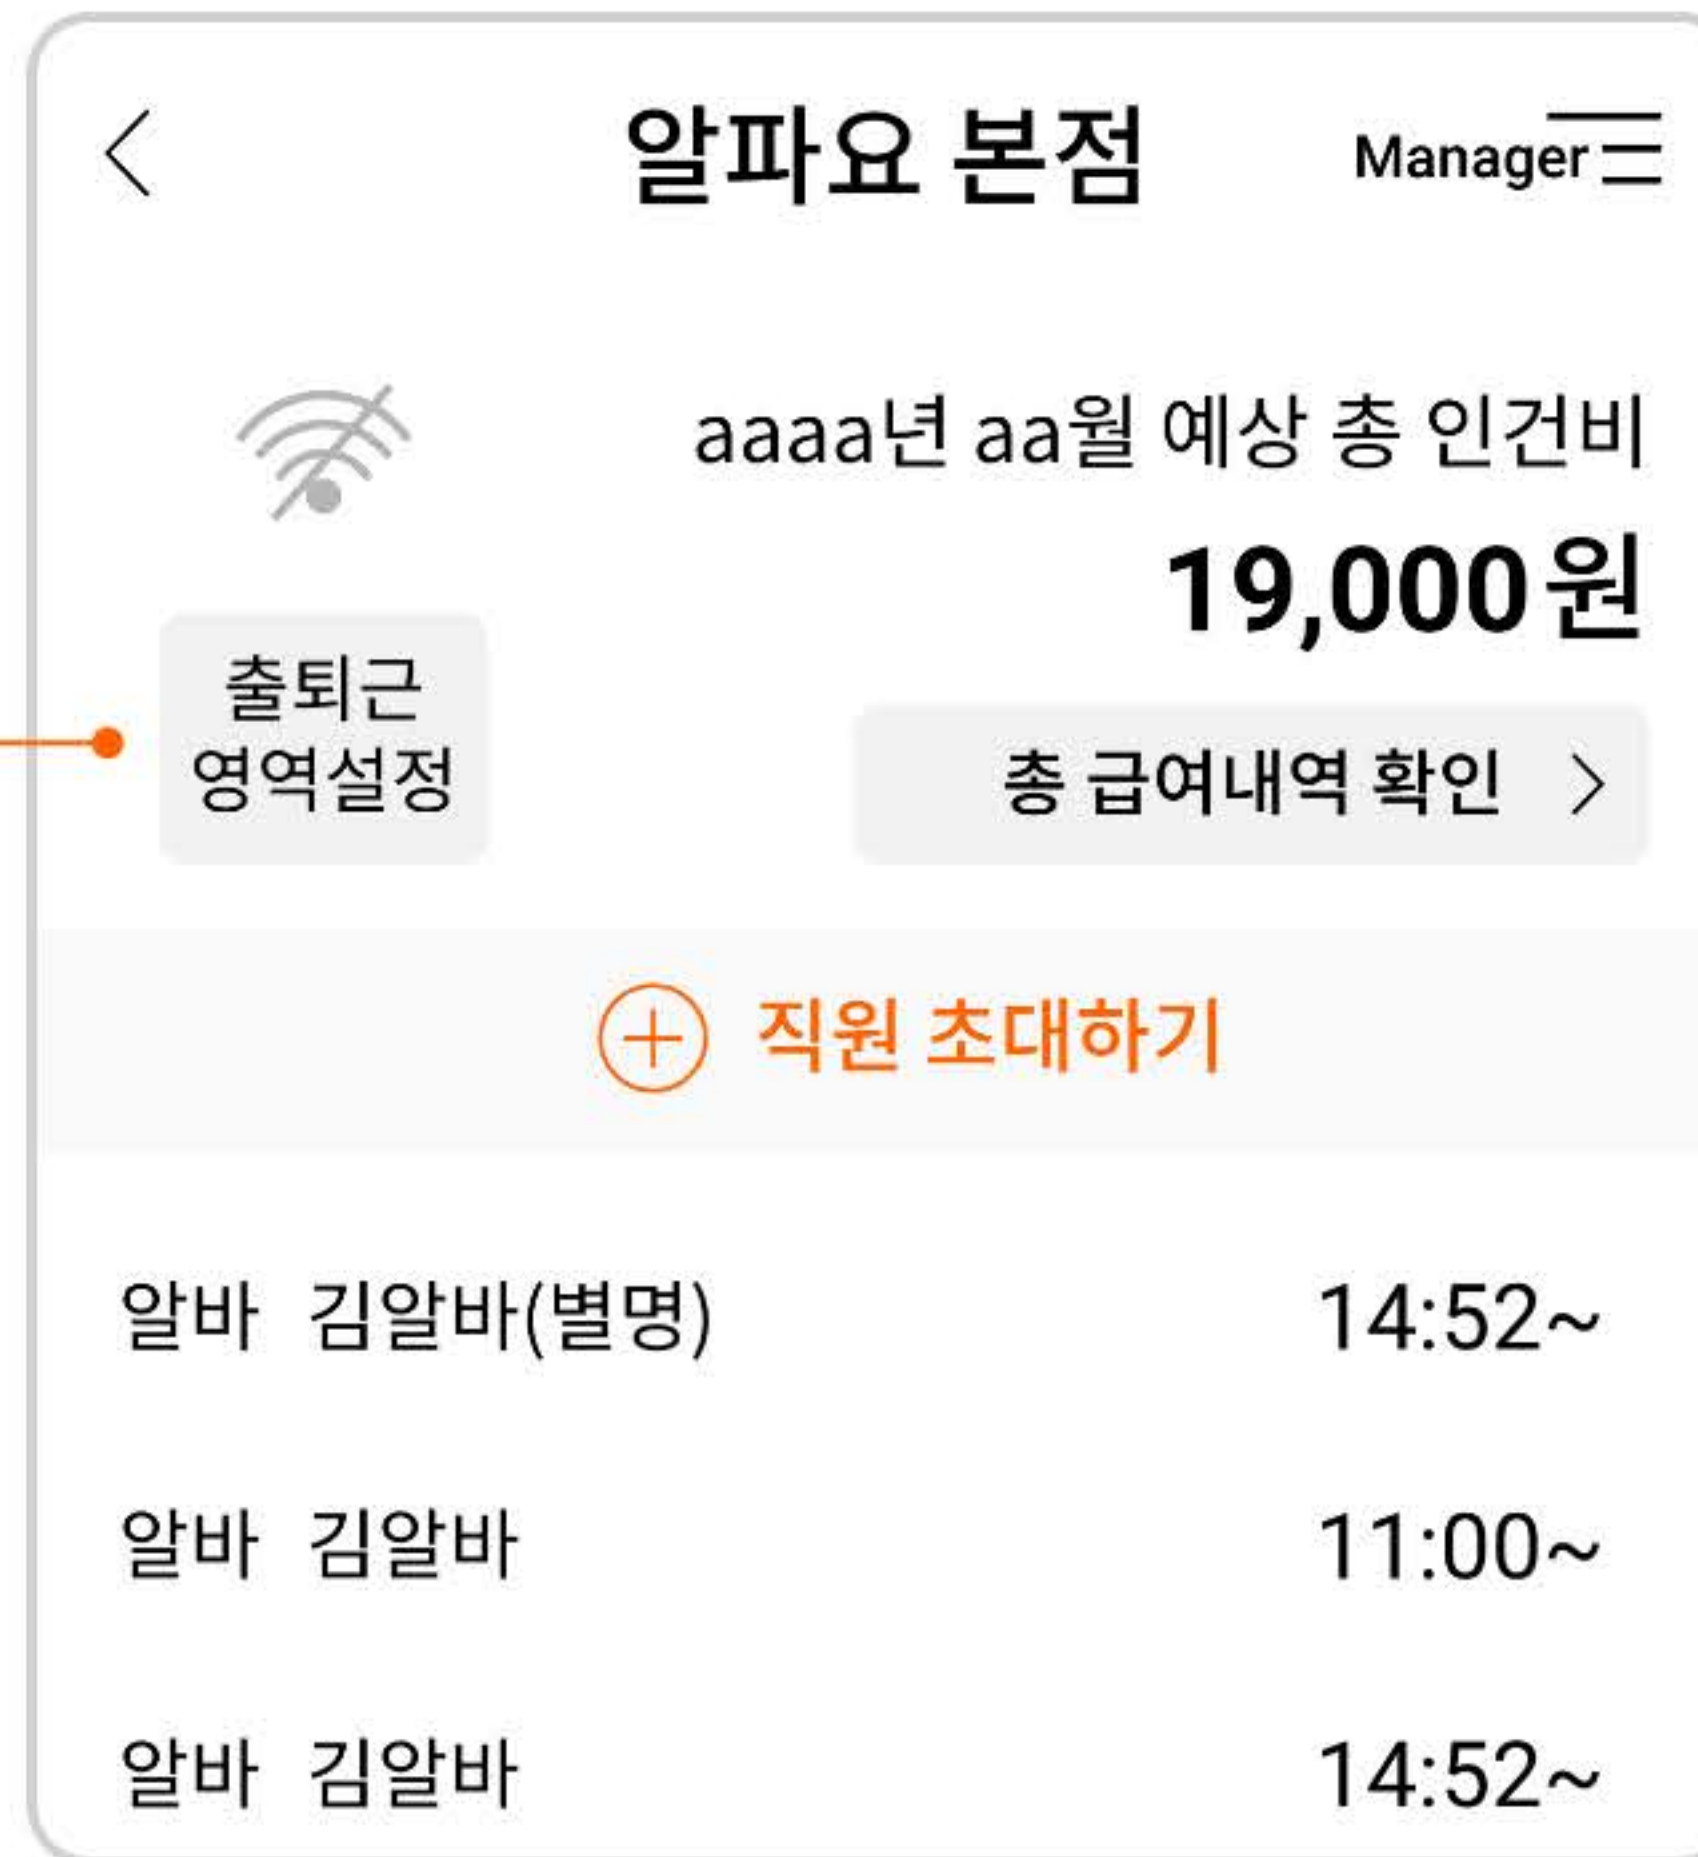 알파요 본점
Manager
aaaa년 aa월 예상 총 인건비
19,000원
출퇴근
영역설정
총 급여내역 확인
직원 초대하기
알바 김알바(별명) 14:52~
알바 김알바 11:00~
알바 김알바 14:52~